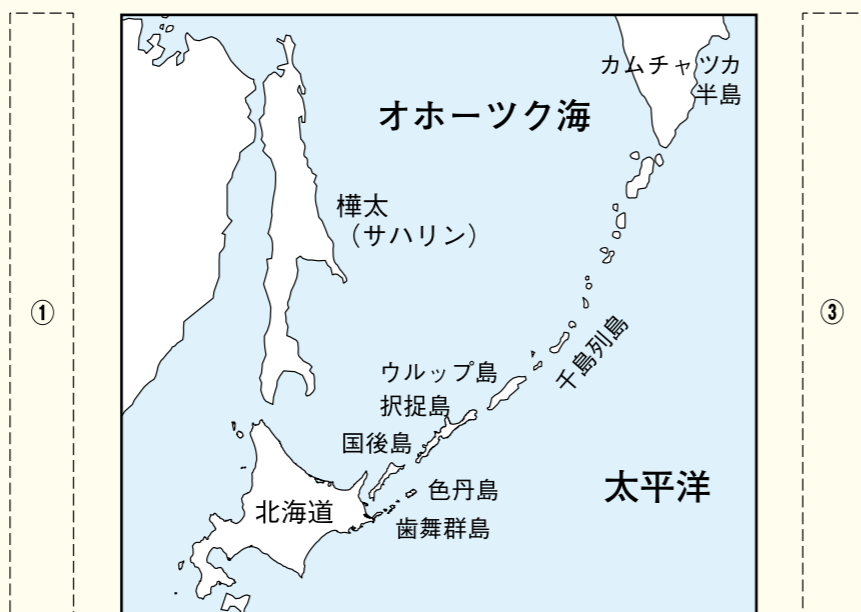 ①
カムチャツカ
半島
オホーツク海
樺太
（サハリン）
③
千島列島
ウルップ島
択捉島
国後島
色丹島
太平洋
北海道
歯舞群島